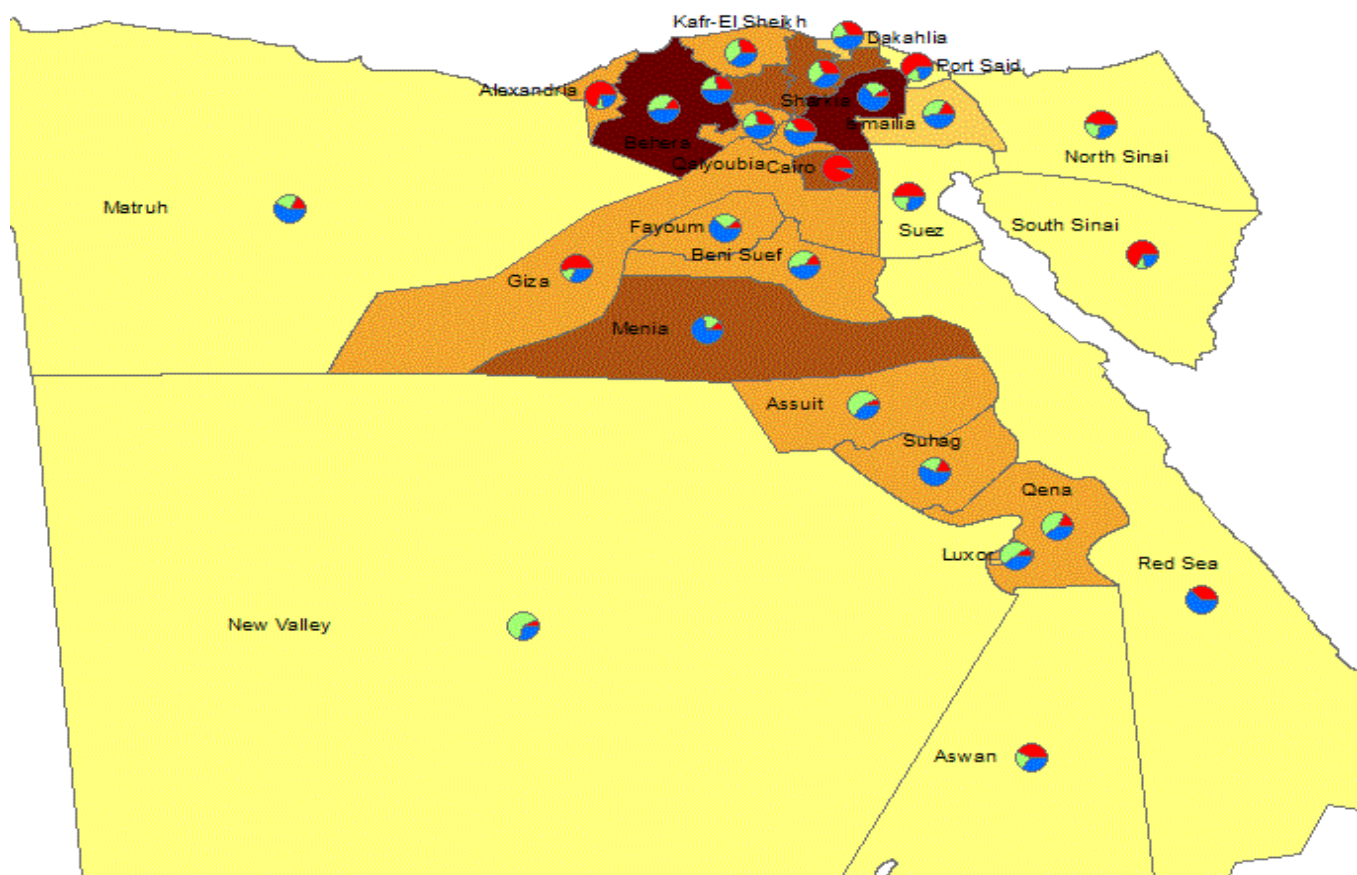 Kafr-El Sheikh
Dakahlia
Port Said
Alexandria
Sharkia
Ismailia
Behera
North Sinai
Qalyoubia
Cairo
Matruh
Fayoum
South Sinai
Suez
Beni Suef
Giza
Menia
Assuit
Suhag
Qena
Luxor
Red Sea
New Valley
Aswan